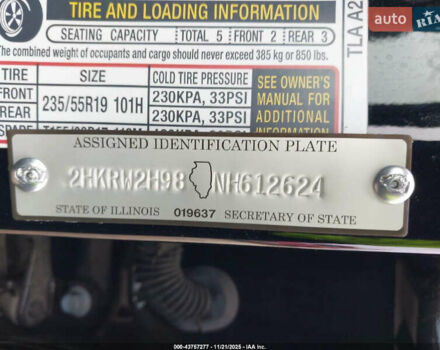 TIRE AND LOADING INFORMATION
SEATING CAPACITY TOTAL 5 FRONT 2 REAR 3
The combined weight of occupants and cargo should never exceed 385 kg or 850 lbs.
TIRE SIZE COLD TIRE PRESSURE
FRONT 235/55R19 101H 230KPA, 33PSI
REAR 230KPA, 33PSI
SEE OWNER'S
MANUAL FOR
ADDITIONAL
INFORMATION
TLA A2
ASSIGNED IDENTIFICATION PLATE
2HKRW2H98 NH612624
STATE OF ILLINOIS 019637 SECRETARY OF STATE
RIA
000-43757277 - 11/21/2025 - IAA, Inc.